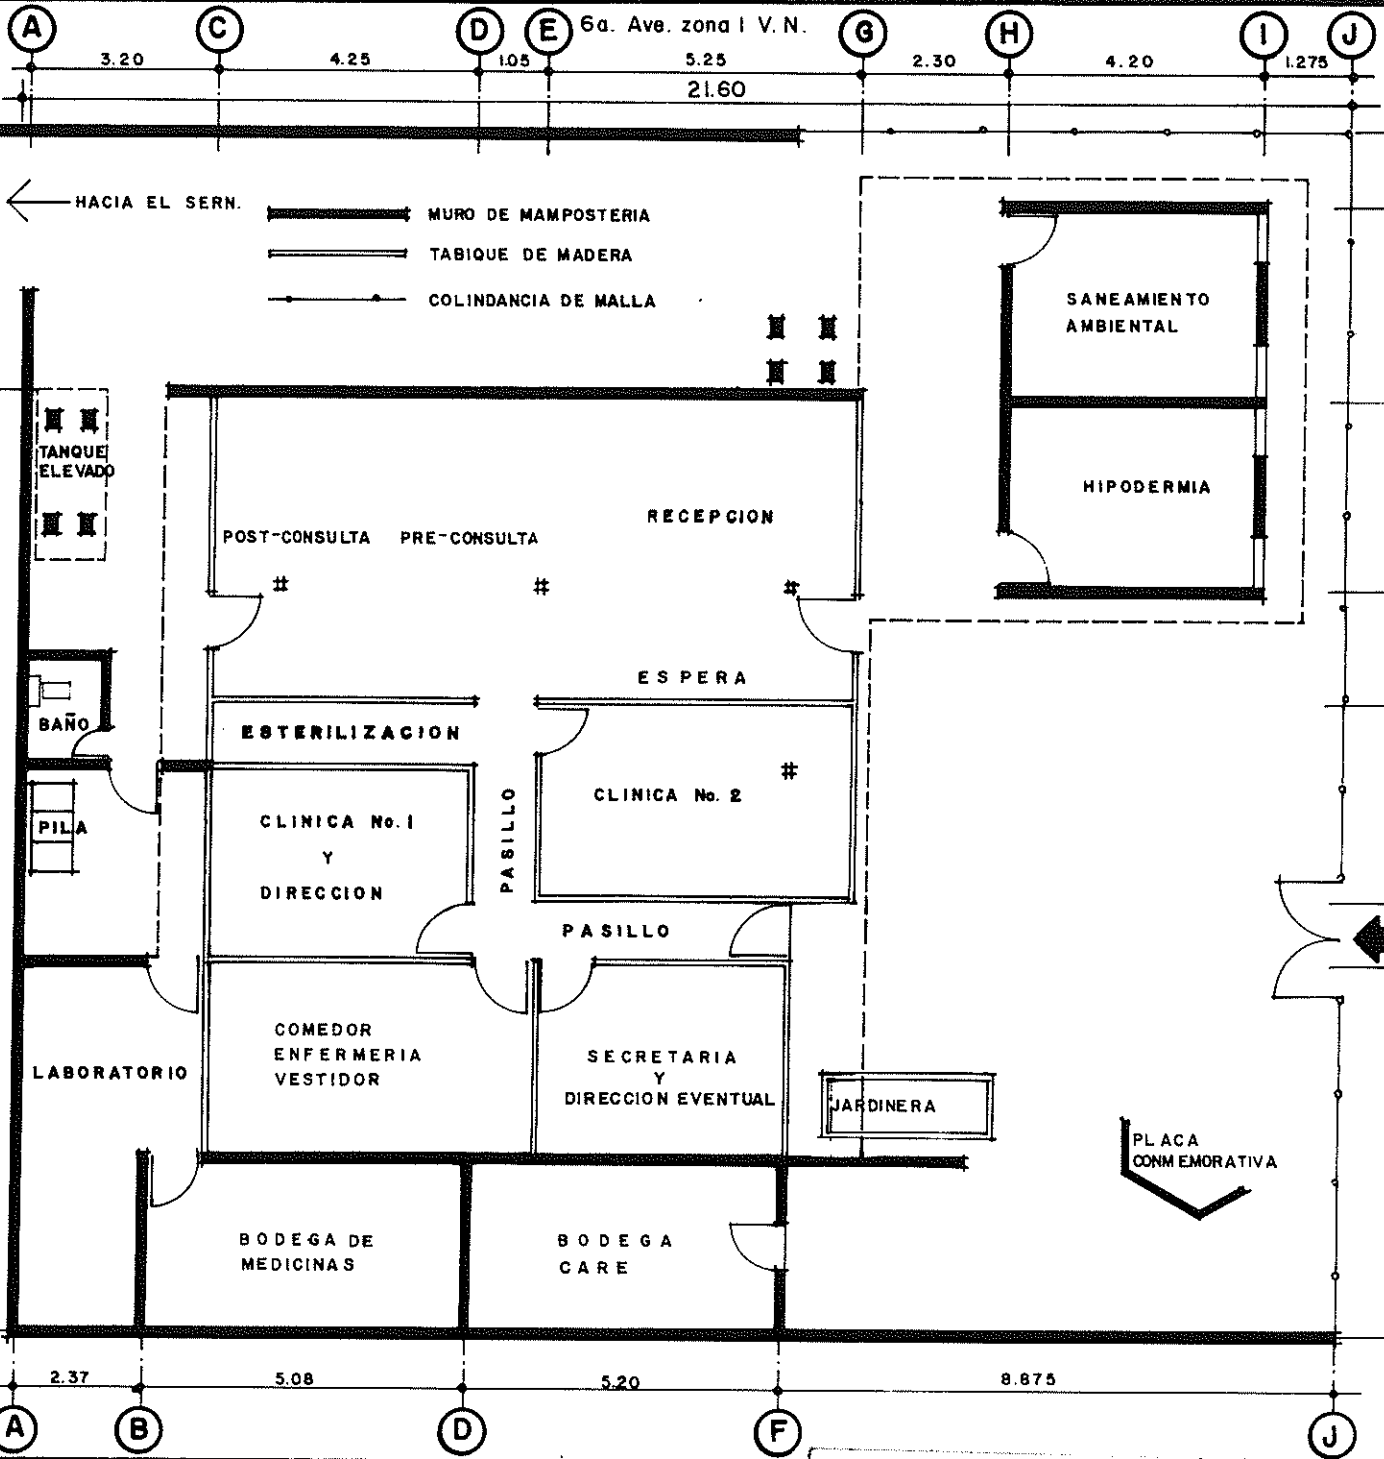 A C D E 6a. Ave. zona 1 V. N. G H I J
3.20 4.25 1.05 5.25 2.30 4.20 1.275
21.60
HACIA EL SERN.
MURO DE MAMPOSTERIA
TABIQUE DE MADERA
COLINDANCIA DE MALLA
SANEAMIENTO
AMBIENTAL
TANQUE
ELEVADO
HIPODERMIA
RECEPCION
POST-CONSULTA PRE-CONSULTA
ESPERA
BAÑO
ESTERILIZACION
CLINICA No. 2
PILA
CLINICA No. 1
Y
DIRECCION
PASILLO
PASILLO
COMEDOR
ENFERMERIA
VESTIDOR
SECRETARIA
Y
DIRECCION EVENTUAL
LABORATORIO
JARDINERA
PLACA
CONMEMORATIVA
BODEGA DE
MEDICINAS
BODEGA
CARE
2.37 5.08 5.20 8.875
A B D F J